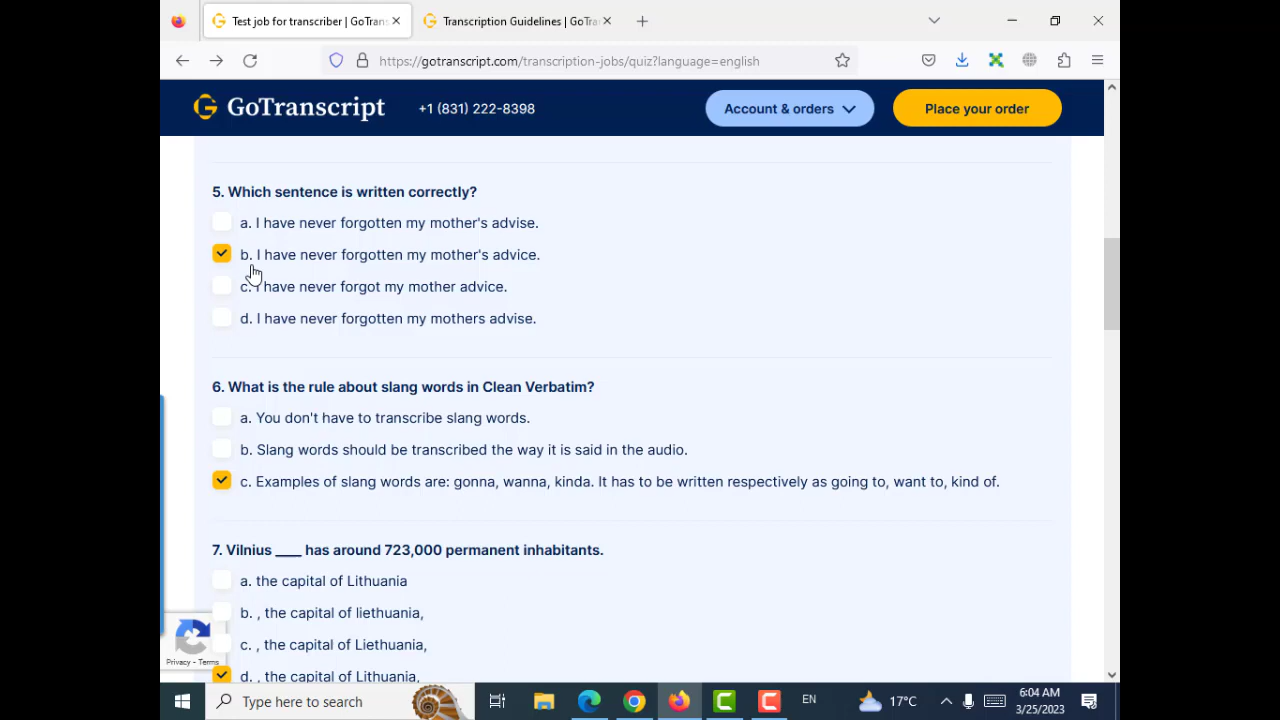 Test job for transcriber | GoTrans
Transcription Guidelines | GoTra
https://gotranscript.com/transcription-jobs/quiz?language=english
GoTranscript
+1 (831) 222-8398
Account & orders
Place your order
5. Which sentence is written correctly?
a. I have never forgotten my mother's advise.
b. I have never forgotten my mother's advice.
c. I have never forgot my mother advice.
d. I have never forgotten my mothers advise.
6. What is the rule about slang words in Clean Verbatim?
a. You don't have to transcribe slang words.
b. Slang words should be transcribed the way it is said in the audio.
c. Examples of slang words are: gonna, wanna, kinda. It has to be written respectively as going to, want to, kind of.
7. Vilnius ____ has around 723,000 permanent inhabitants.
a. the capital of Lithuania
b. , the capital of liethuania,
c. , the capital of Liethuania,
d. , the capital of Lithuania,
Privacy - Terms
Type here to search
EN
17°C
6:04 AM
3/25/2023